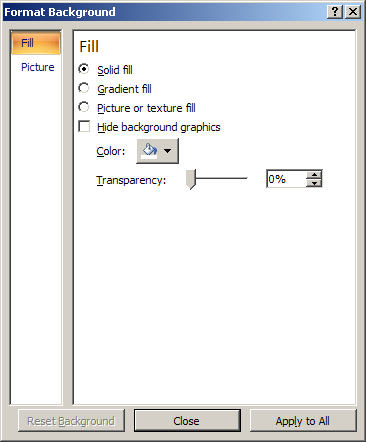 Format Background
Fill
Picture
Fill
Solid fill
Gradient fill
Picture or texture fill
Hide background graphics
Color:
Transparency: 0%
Reset Background Close Apply to All